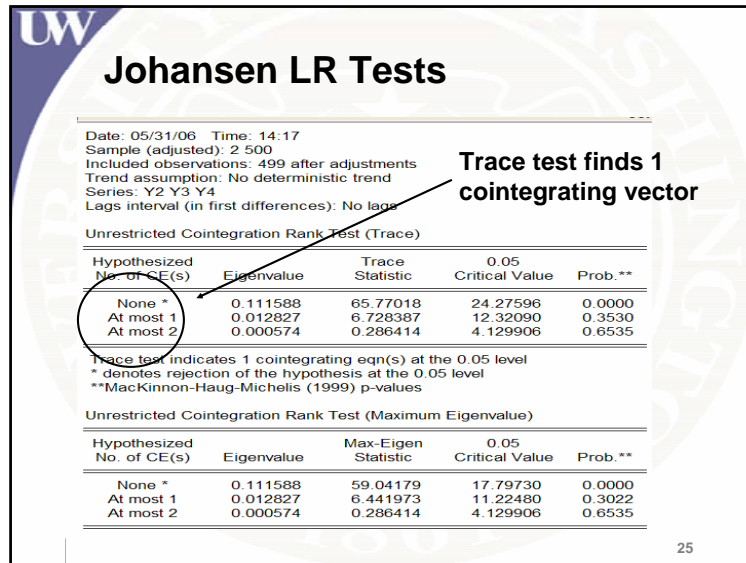 UW
Johansen LR Tests
Date: 05/31/06 Time: 14:17
Sample (adjusted): 2 500
Included observations: 499 after adjustments
Trend assumption: No deterministic trend
Series: Y2 Y3 Y4
Lags interval (in first differences): No lags
Trace test finds 1
cointegrating vector
Unrestricted Cointegration Rank Test (Trace)
Hypothesized Trace 0.05
No. of CE(s) Eigenvalue Statistic Critical Value Prob.**
None * 0.111588 65.77018 24.27596 0.0000
At most 1 0.012827 6.728387 12.32090 0.3530
At most 2 0.000574 0.286414 4.129906 0.6535
Trace test indicates 1 cointegrating eqn(s) at the 0.05 level
* denotes rejection of the hypothesis at the 0.05 level
**MacKinnon-Haug-Michelis (1999) p-values
Unrestricted Cointegration Rank Test (Maximum Eigenvalue)
Hypothesized Max-Eigen 0.05
No. of CE(s) Eigenvalue Statistic Critical Value Prob.**
None * 0.111588 59.04179 17.79730 0.0000
At most 1 0.012827 6.441973 11.22480 0.3022
At most 2 0.000574 0.286414 4.129906 0.6535
25